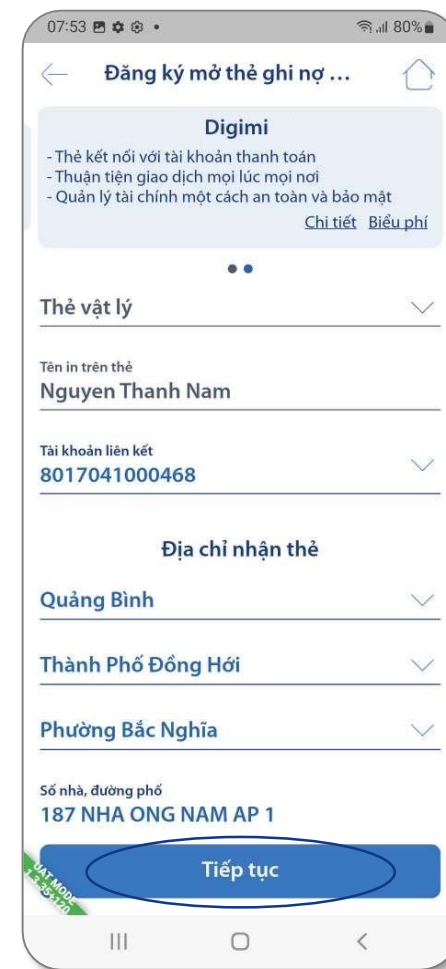 07:53
80%
Đăng ký mở thẻ ghi nợ ...
Digimi
- Thẻ kết nối với tài khoản thanh toán
- Thuận tiện giao dịch mọi lúc mọi nơi
- Quản lý tài chính một cách an toàn và bảo mật
Chi tiết Biểu phí
Thẻ vật lý
Tên in trên thẻ
Nguyen Thanh Nam
Tài khoản liên kết
8017041000468
Địa chỉ nhận thẻ
Quảng Bình
Thành Phố Đồng Hới
Phường Bắc Nghĩa
Số nhà, đường phố
187 NHA ONG NAM AP 1
Tiếp tục
UAT MODE